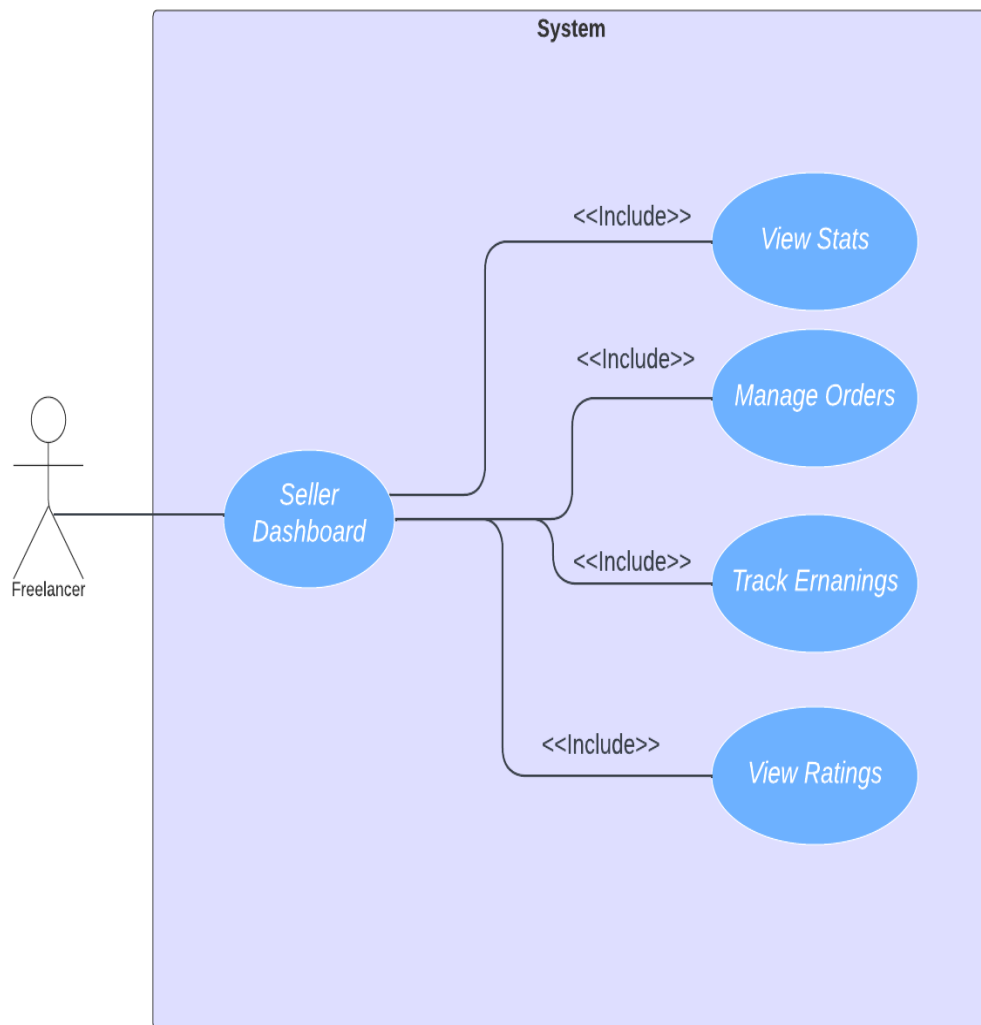 System
<<Include>>
View Stats
<<Include>>
Manage Orders
Seller
Dashboard
<<Include>>
Track Ernanings
Freelancer
<<Include>>
View Ratings